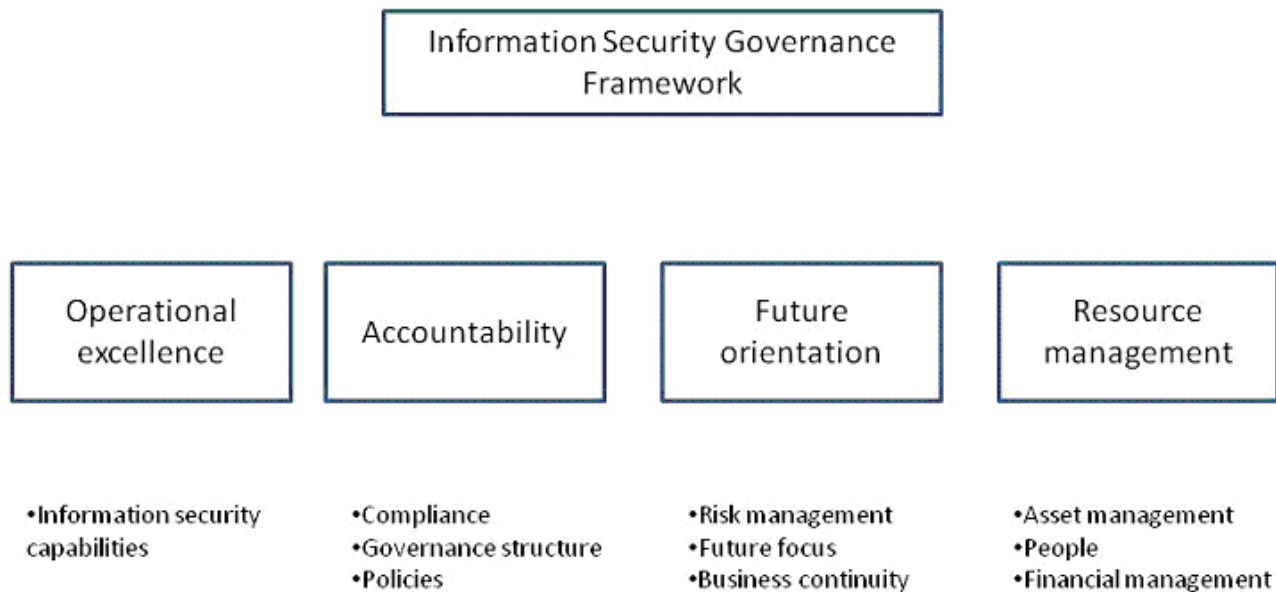 Information Security Governance
Framework
Operational
excellence
Accountability
Future
orientation
Resource
management
•Information security
capabilities
•Compliance
•Governance structure
•Policies
•Risk management
•Future focus
•Business continuity
•Asset management
•People
•Financial management